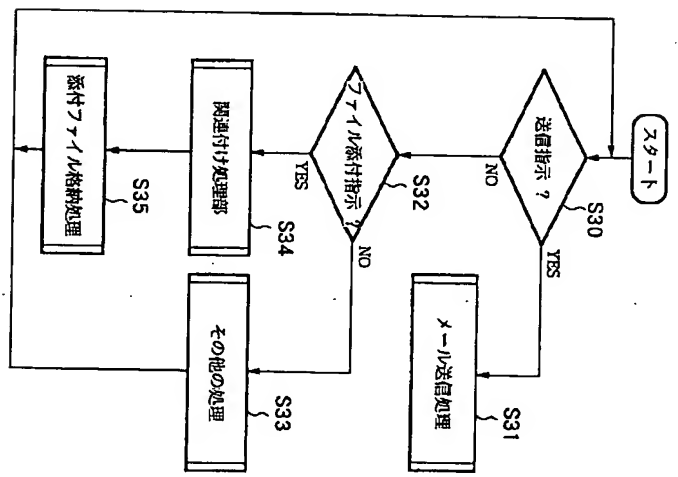 スタート
送信指示 ?
S30
YES
NO
メール送信処理
S31
ファイル添付指示 ?
S32
NO
YES
その他の処理
S33
関連付け処理部
S34
添付ファイル格納処理
S35